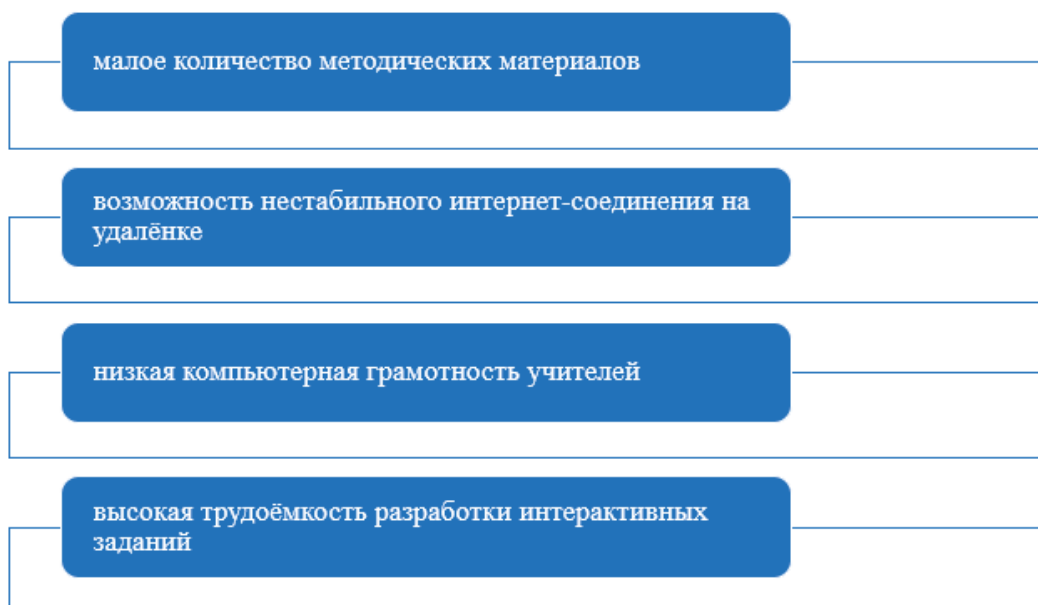 малое количество методических материалов
возможность нестабильного интернет-соединения на
удалёнке
низкая компьютерная грамотность учителей
высокая трудоёмкость разработки интерактивных
заданий